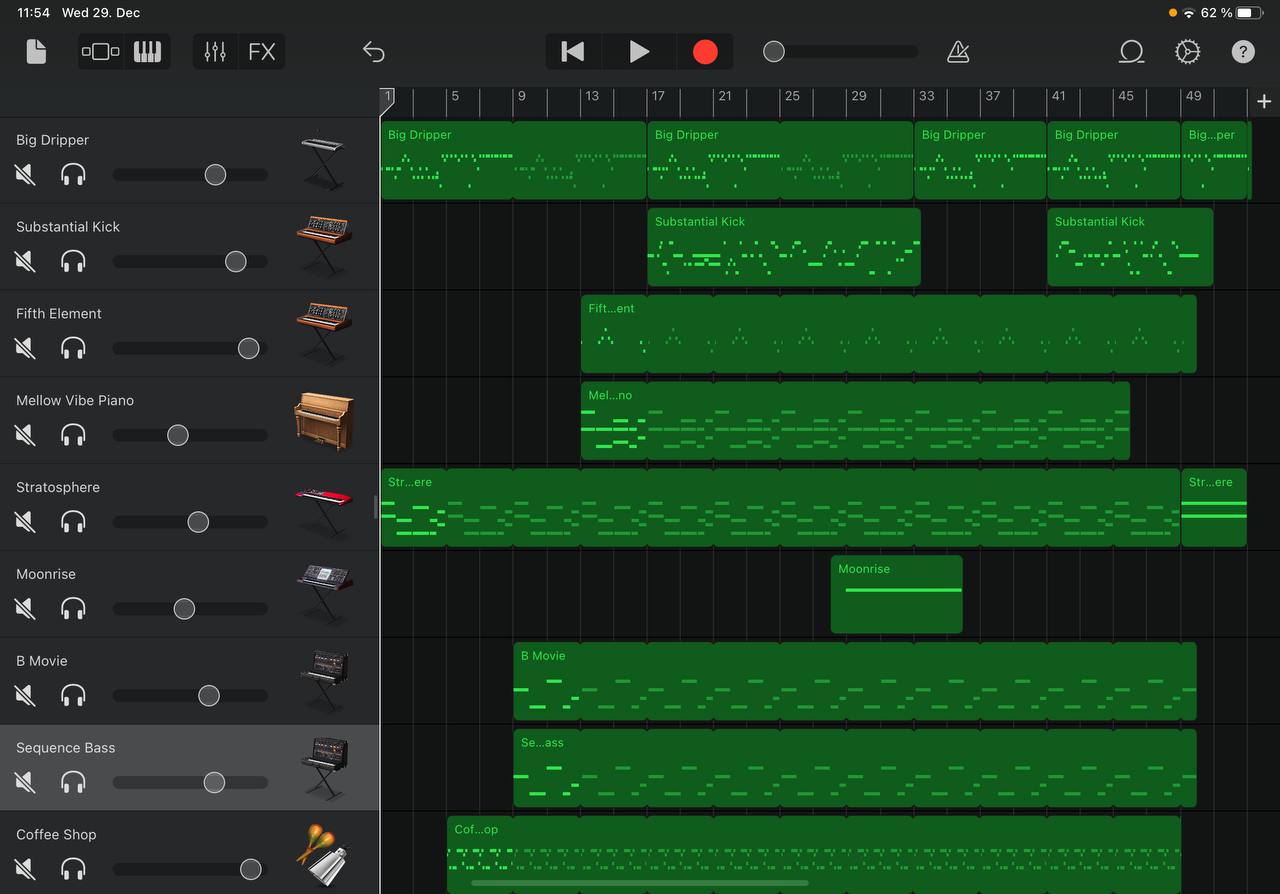 11:54 Wed 29. Dec 62 %
FX ?
1 5 9 13 17 21 25 29 33 37 41 45 49 +
Big Dripper
Big Dripper Big Dripper Big Dripper Big Dripper Big...per
Substantial Kick
Substantial Kick Substantial Kick
Fifth Element
Fift...ent
Mellow Vibe Piano
Mel...no
Stratosphere
Str...ere Str...ere
Moonrise
Moonrise
B Movie
B Movie
Sequence Bass
Se...ass
Coffee Shop
Cof...op